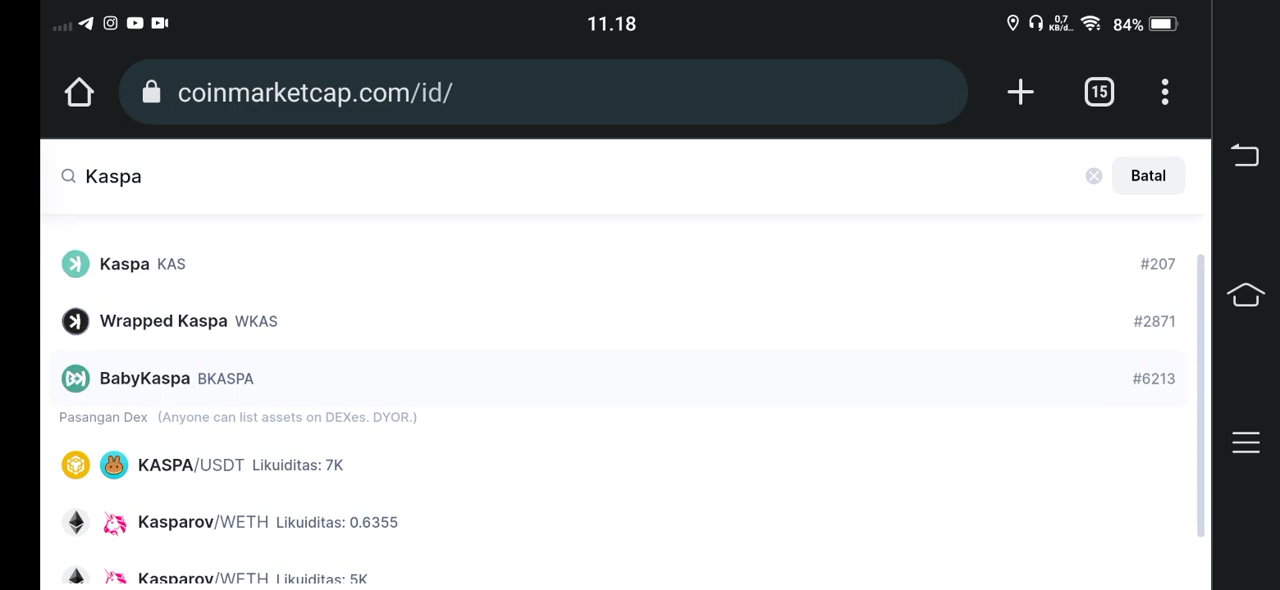 11.18
0,7
KB/d...
84%
coinmarketcap.com/id/
15
Kaspa
Batal
Kaspa KAS #207
Wrapped Kaspa WKAS #2871
BabyKaspa BKASPA #6213
Pasangan Dex (Anyone can list assets on DEXes. DYOR.)
KASPA/USDT Likuiditas: 7K
Kasparov/WETH Likuiditas: 0.6355
Kasparov/WETH Likuiditas: 5K